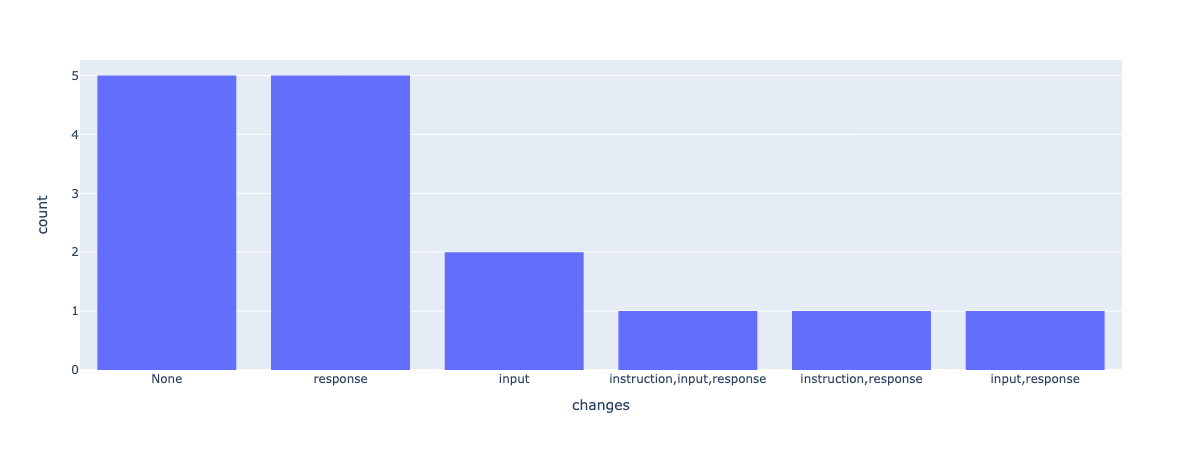 5
4
3
2
1
0
count
None
response
input
instruction,input,response
instruction,response
input,response
changes